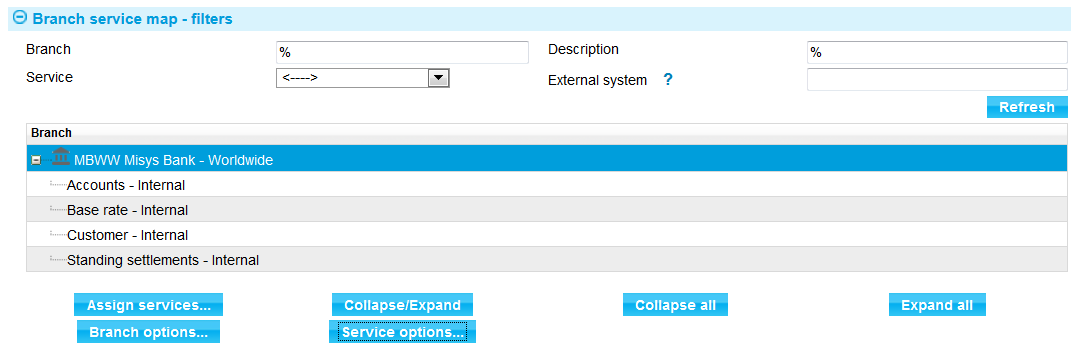 Branch service map - filters
Branch % Description %
Service <----> External system ?
Refresh
Branch
MBWW Misys Bank - Worldwide
Accounts - Internal
Base rate - Internal
Customer - Internal
Standing settlements - Internal
Assign services... Collapse/Expand Collapse all Expand all
Branch options... Service options...